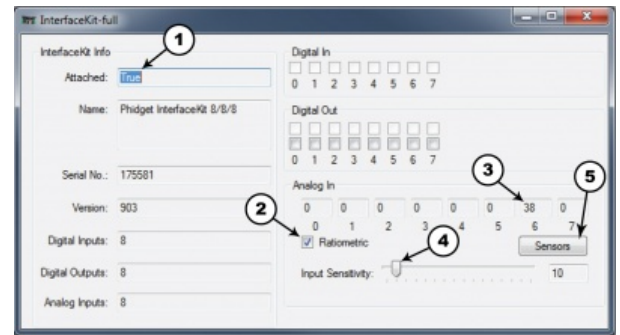 InterfaceKit-full
1
InterfaceKit Info
Attached: True
Name: Phidget InterfaceKit 8/8/8
Serial No.: 175581
Version: 903
Digital Inputs: 8
Digital Outputs: 8
Analog Inputs: 8
Digital In
0 1 2 3 4 5 6 7
Digital Out
0 1 2 3 4 5 6 7
Analog In
3
5
0 0 0 0 0 0 38 0
0 1 2 3 4 5 6 7
2
Ratiometric
4
Sensors
Input Sensitivity: 10